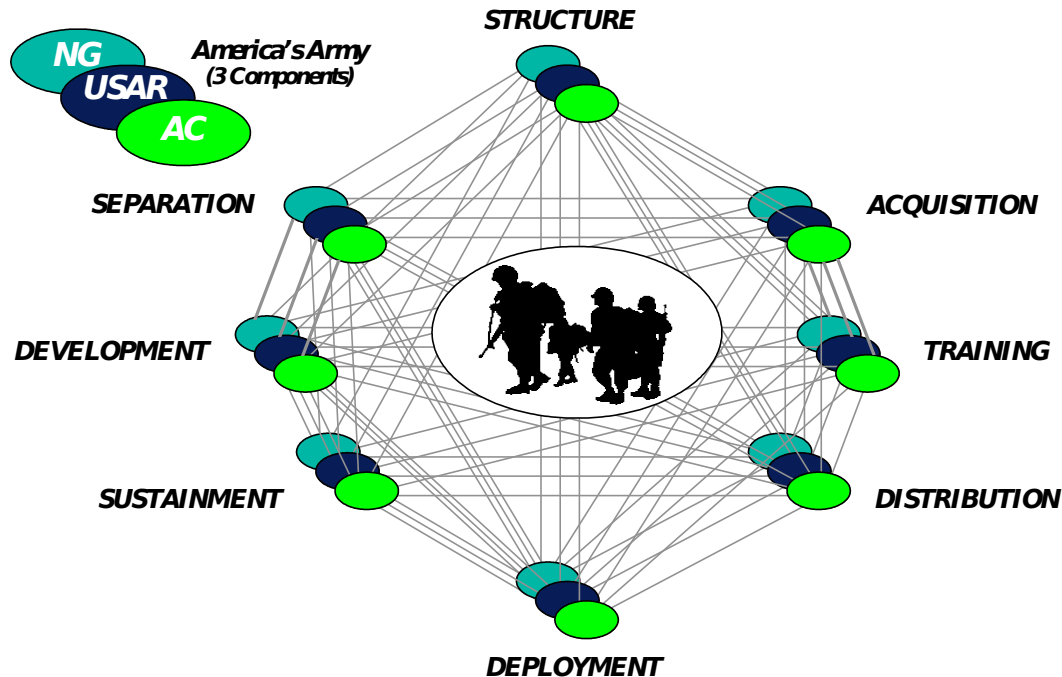 STRUCTURE
NG
America's Army
(3 Components)
USAR
AC
SEPARATION
ACQUISITION
DEVELOPMENT
TRAINING
SUSTAINMENT
DISTRIBUTION
DEPLOYMENT